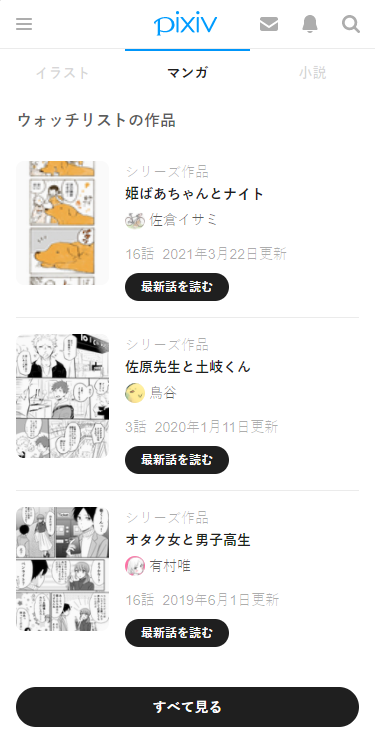 pixiv
イラスト
マンガ
小説
ウォッチリストの作品
シリーズ作品
姫ばあちゃんとナイト
佐倉イサミ
16話 2021年3月22日更新
最新話を読む
シリーズ作品
佐原先生と土岐くん
鳥谷
3話 2020年1月11日更新
最新話を読む
シリーズ作品
オタク女と男子高生
有村唯
16話 2019年6月1日更新
最新話を読む
すべて見る